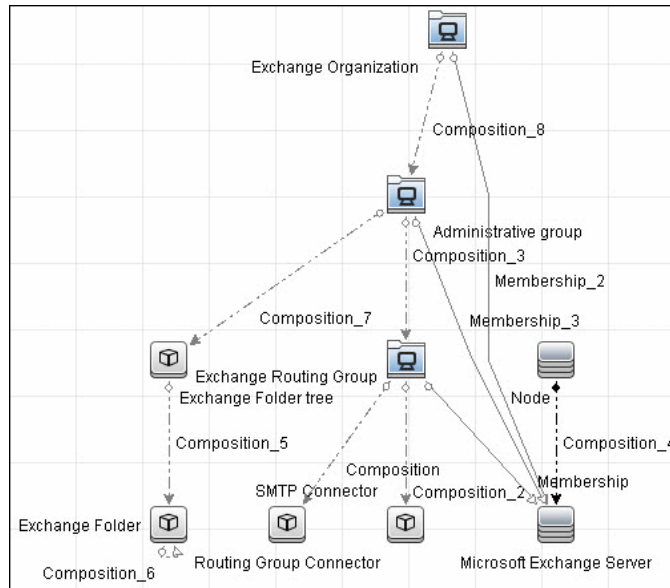 Exchange Organization
Composition_8
Administrative group
Composition_3
Membership_2
Composition_7
Membership_3
Exchange Routing Group
Exchange Folder tree
Node
Composition_5
Composition_4
Composition
Membership
SMTP Connector
Composition_2
Exchange Folder
Routing Group Connector
Microsoft Exchange Server
Composition_6